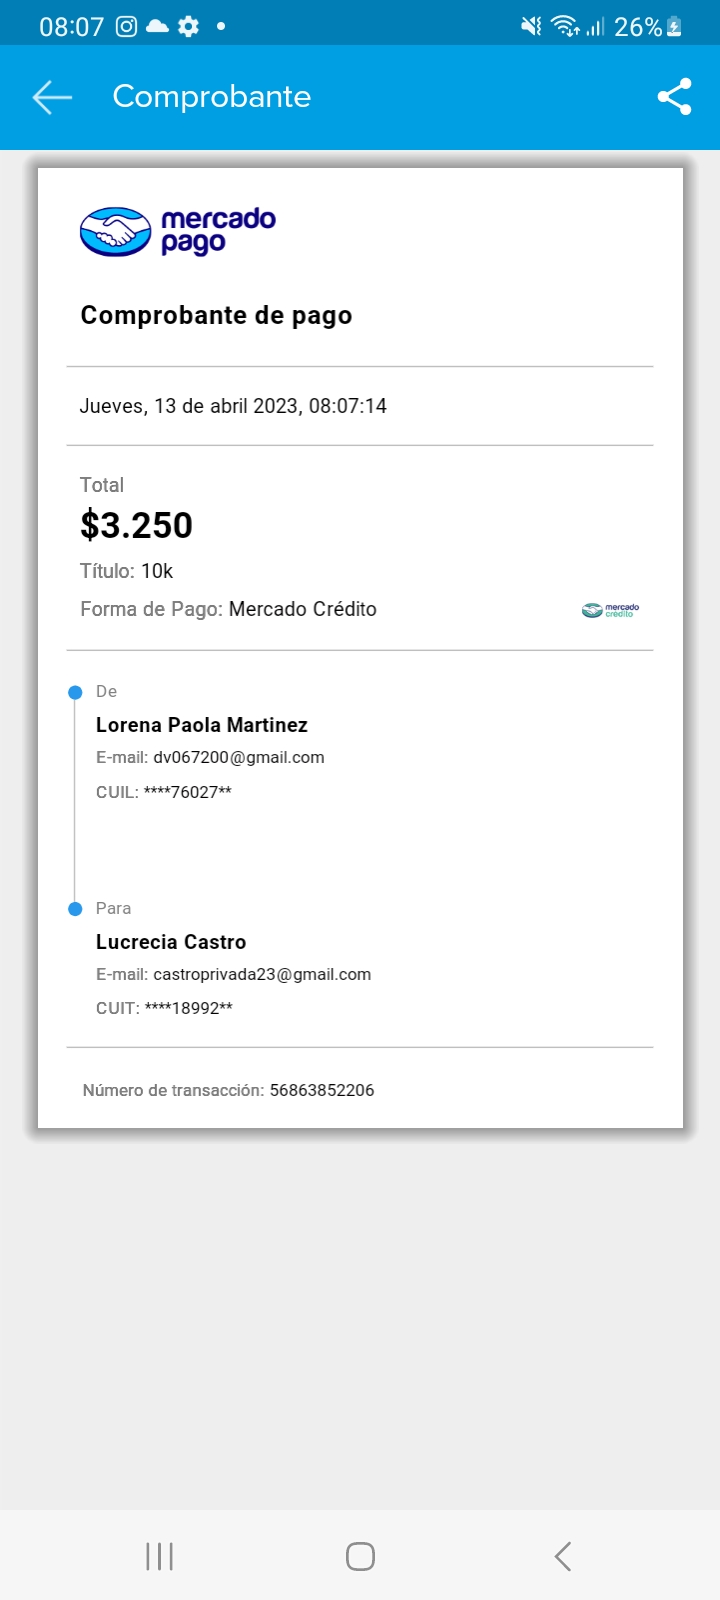 08:07 26%
Comprobante
mercado
pago
Comprobante de pago
Jueves, 13 de abril 2023, 08:07:14
Total
$3.250
Título: 10k
Forma de Pago: Mercado Crédito
mercado
crédito
De
Lorena Paola Martinez
E-mail: dv067200@gmail.com
CUIL: ****76027**
Para
Lucrecia Castro
E-mail: castroprivada23@gmail.com
CUIT: ****18992**
Número de transacción: 56863852206